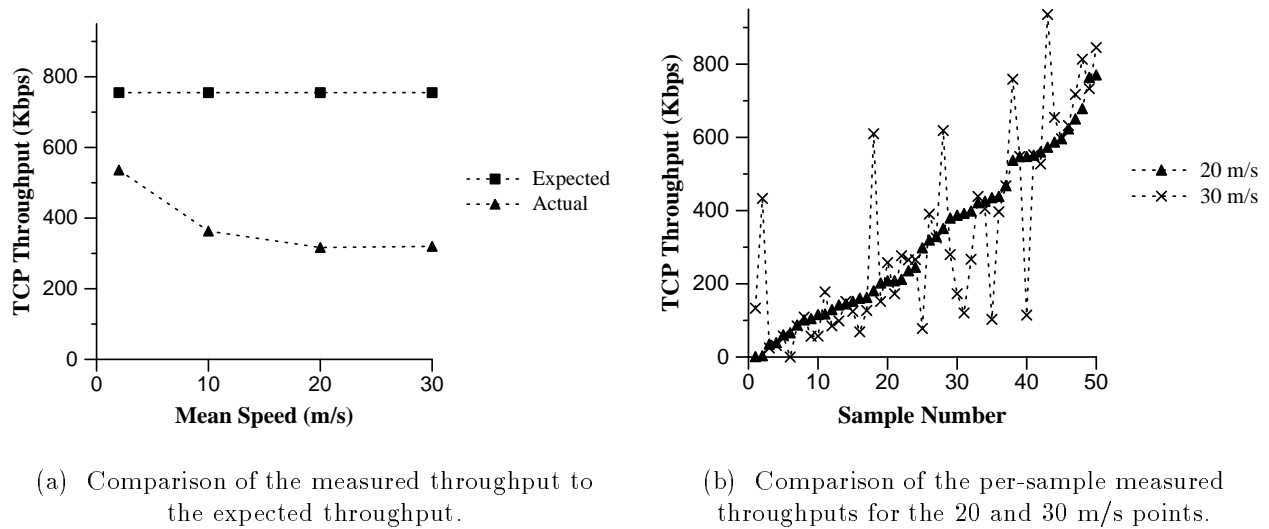 TCP Throughput (Kbps)
800
600
400
200
0
0 10 20 30
Mean Speed (m/s)
Expected
Actual
(a) Comparison of the measured throughput to
the expected throughput.
TCP Throughput (Kbps)
800
600
400
200
0
0 10 20 30 40 50
Sample Number
20 m/s
30 m/s
(b) Comparison of the per-sample measured
throughputs for the 20 and 30 m/s points.